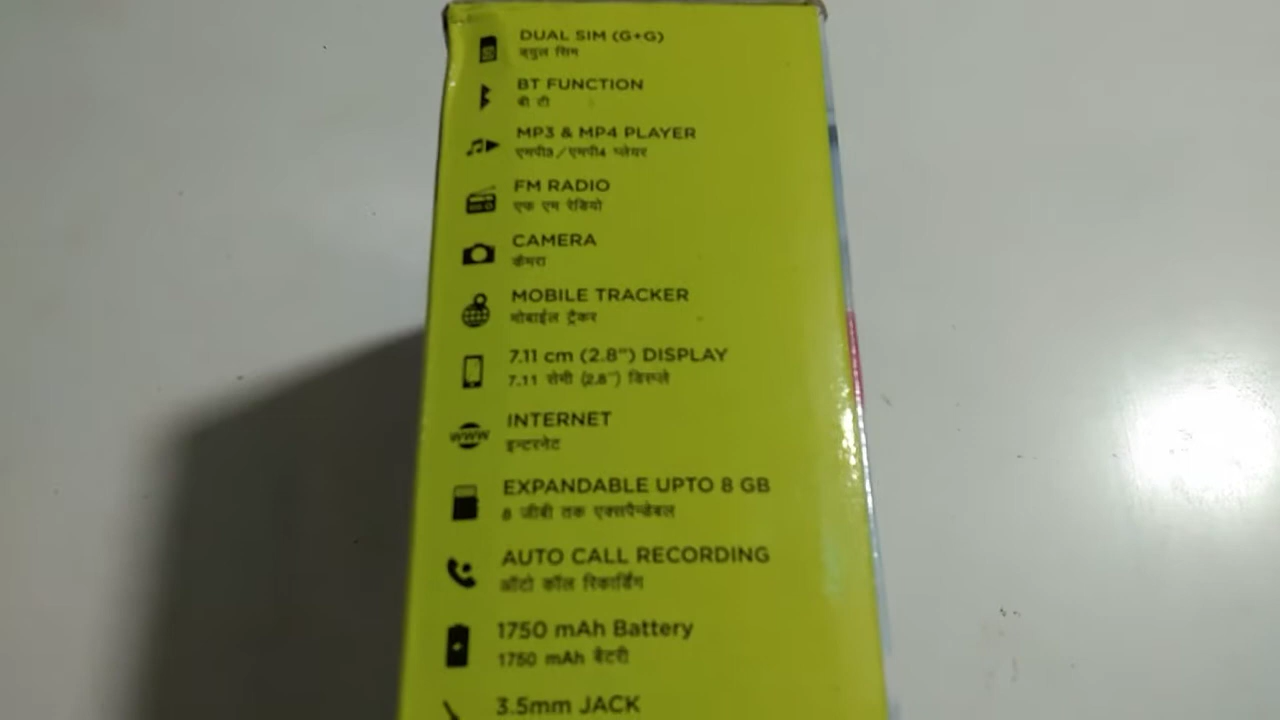 DUAL SIM (G+G)
ड्युल सिम
BT FUNCTION
बी टी
MP3 & MP4 PLAYER
एमपी3/एमपी4 प्लेयर
FM RADIO
एफ एम रेडियो
CAMERA
कॅमरा
MOBILE TRACKER
मोबाईल ट्रॅकर
7.11 cm (2.8") DISPLAY
7.11 सेमी (2.8") डिस्प्ले
INTERNET
इन्टरनेट
www
EXPANDABLE UPTO 8 GB
8 जीबी तक एक्सपैन्डेबल
AUTO CALL RECORDING
ऑटो कॉल रिकार्डिंग
1750 mAh Battery
1750 mAh बॅटरी
3.5mm JACK